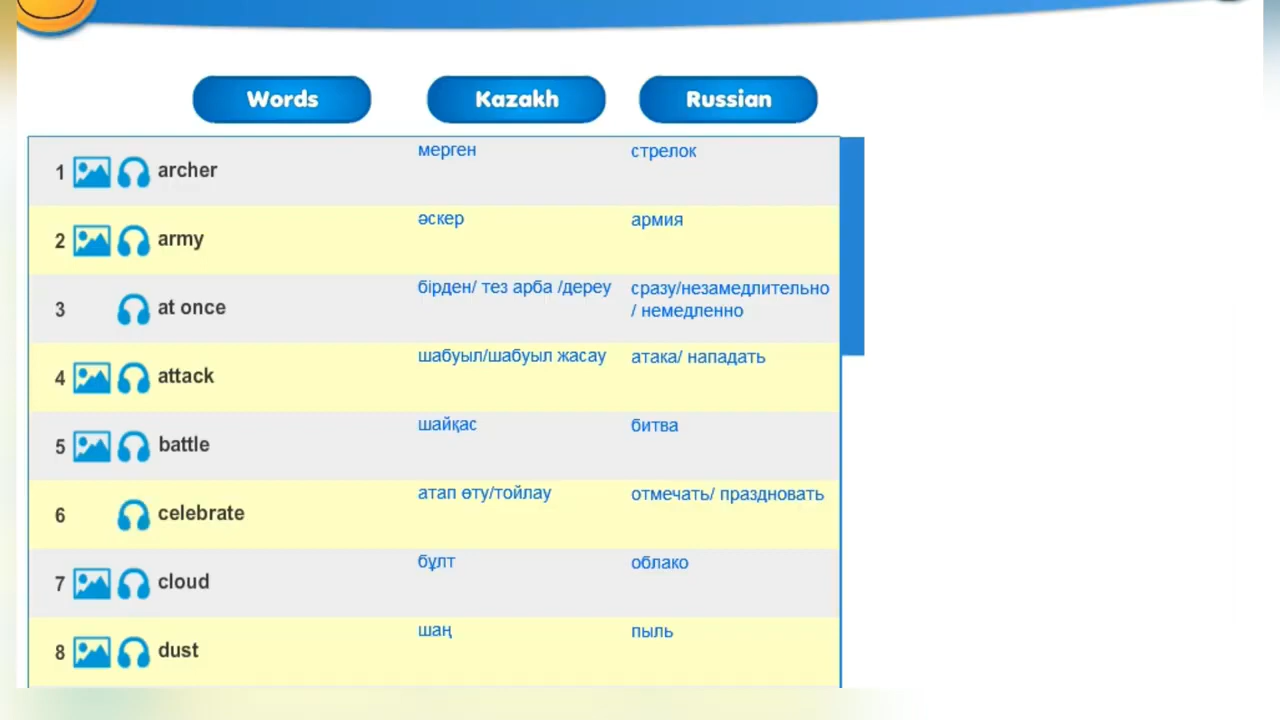 Words Kazakh Russian
1 archer мерген стрелок
2 army әскер армия
3 at once бірден/ тез арба /дереу сразу/незамедлительно
/ немедленно
4 attack шабуыл/шабуыл жасау атака/ нападать
5 battle шайқас битва
6 celebrate атап өту/тойлау отмечать/ праздновать
7 cloud бұлт облако
8 dust шаң пыль